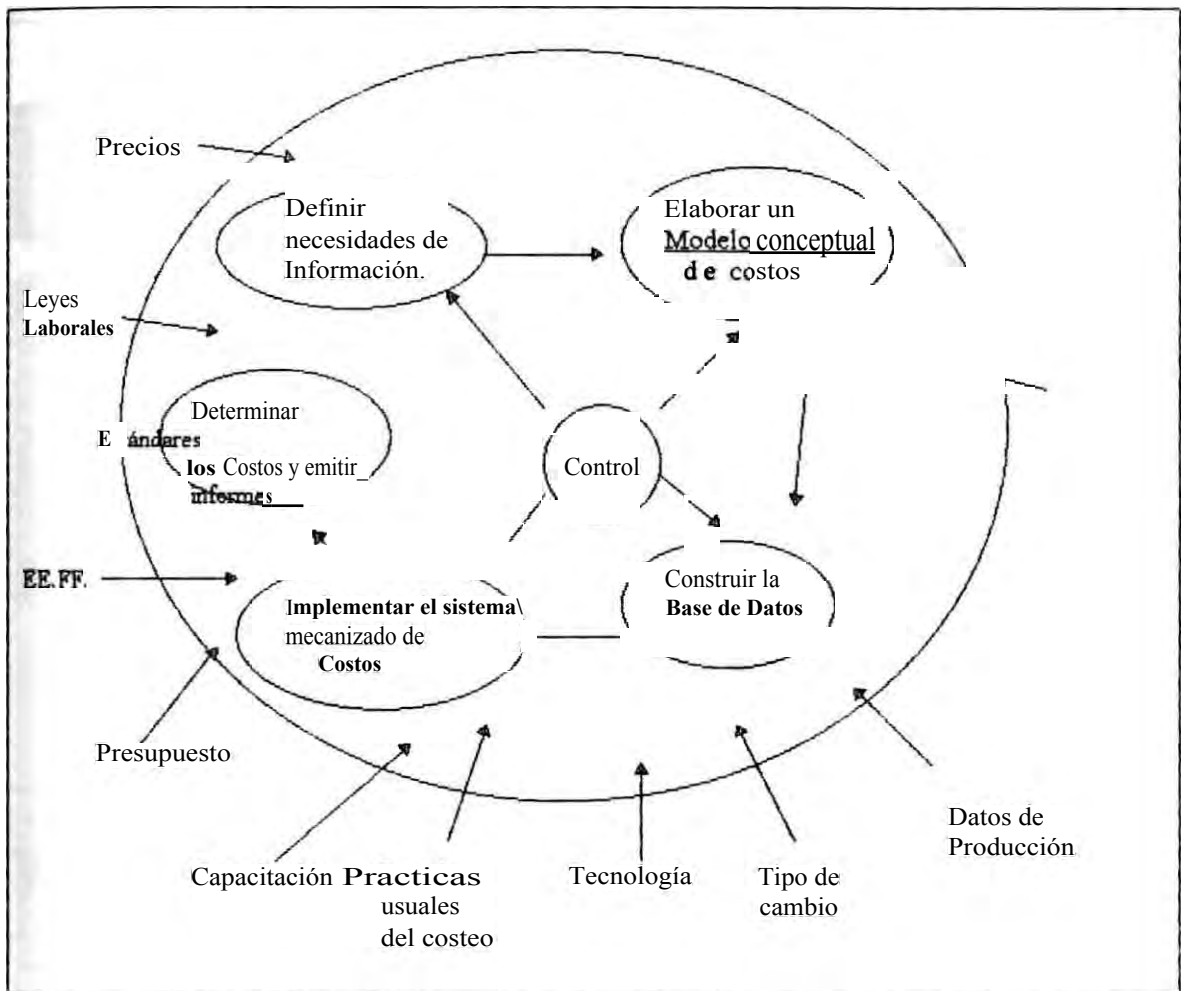 Precios
Definir
necesidades de
Información.
Elaborar un
Modelo conceptual
de costos
Leyes
Laborales
Determinar
E ándares
los Costos y emitir
informes
Control
EE.FF.
Implementar el sistema
mecanizado de
Costos
Construir la
Base de Datos
Presupuesto
Capacitación
Practicas
usuales
del costeo
Tecnología
Tipo de
cambio
Datos de
Producción